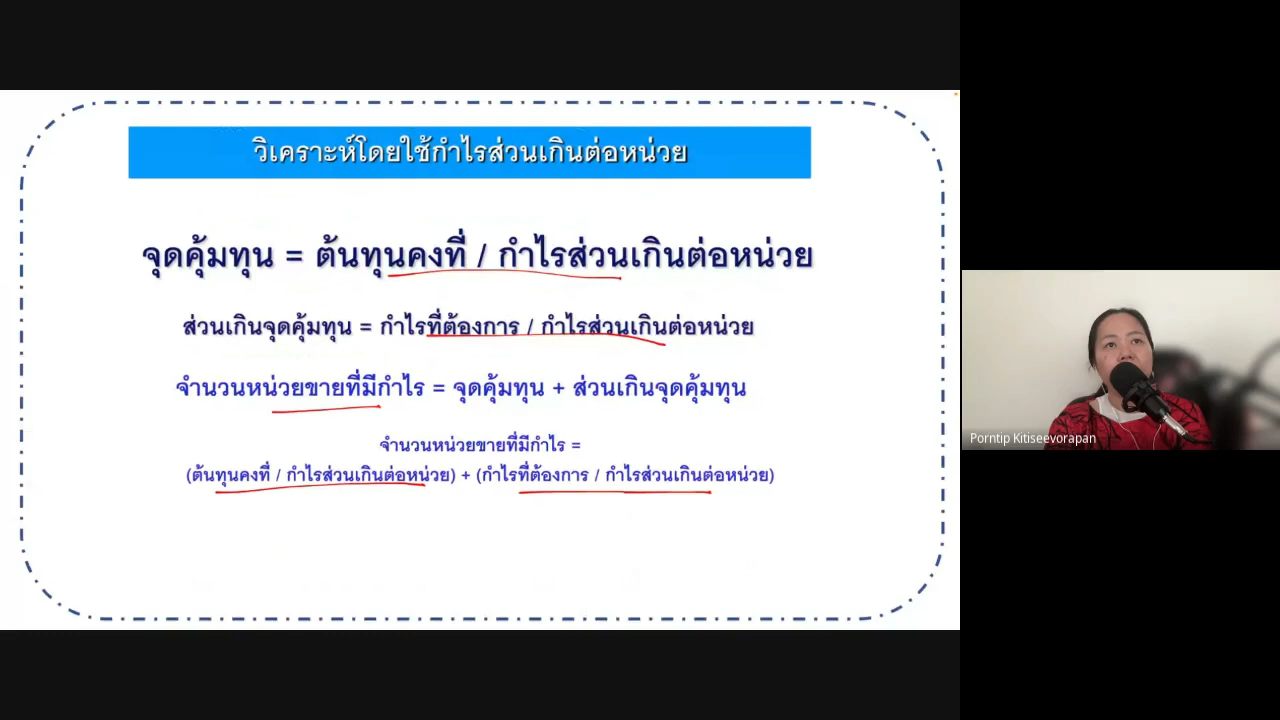 วิเคราะห์โดยใช้กำไรส่วนเกินต่อหน่วย
จุดคุ้มทุน = ต้นทุนคงที่ / กำไรส่วนเกินต่อหน่วย
ส่วนเกินจุดคุ้มทุน = กำไรที่ต้องการ / กำไรส่วนเกินต่อหน่วย
จำนวนหน่วยขายที่มีกำไร = จุดคุ้มทุน + ส่วนเกินจุดคุ้มทุน
จำนวนหน่วยขายที่มีกำไร =
(ต้นทุนคงที่ / กำไรส่วนเกินต่อหน่วย) + (กำไรที่ต้องการ / กำไรส่วนเกินต่อหน่วย)
Porntip Kitiseevorapan